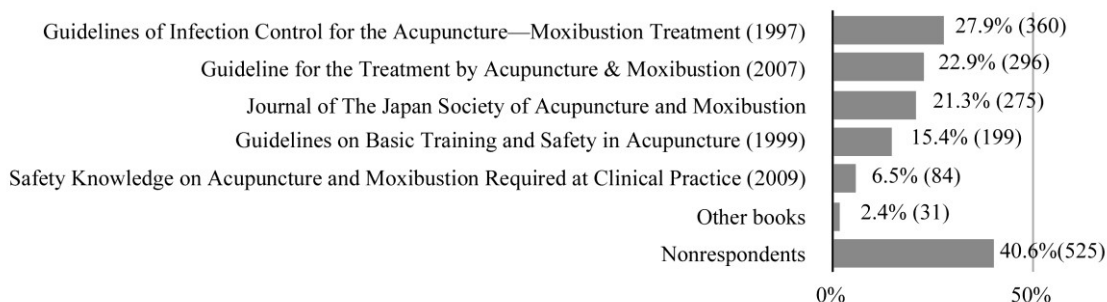 Guidelines of Infection Control for the Acupuncture—Moxibustion Treatment (1997) 27.9% (360)
Guideline for the Treatment by Acupuncture & Moxibustion (2007) 22.9% (296)
Journal of The Japan Society of Acupuncture and Moxibustion 21.3% (275)
Guidelines on Basic Training and Safety in Acupuncture (1999) 15.4% (199)
Safety Knowledge on Acupuncture and Moxibustion Required at Clinical Practice (2009) 6.5% (84)
Other books 2.4% (31)
Nonrespondents 40.6%(525)
0% 50%